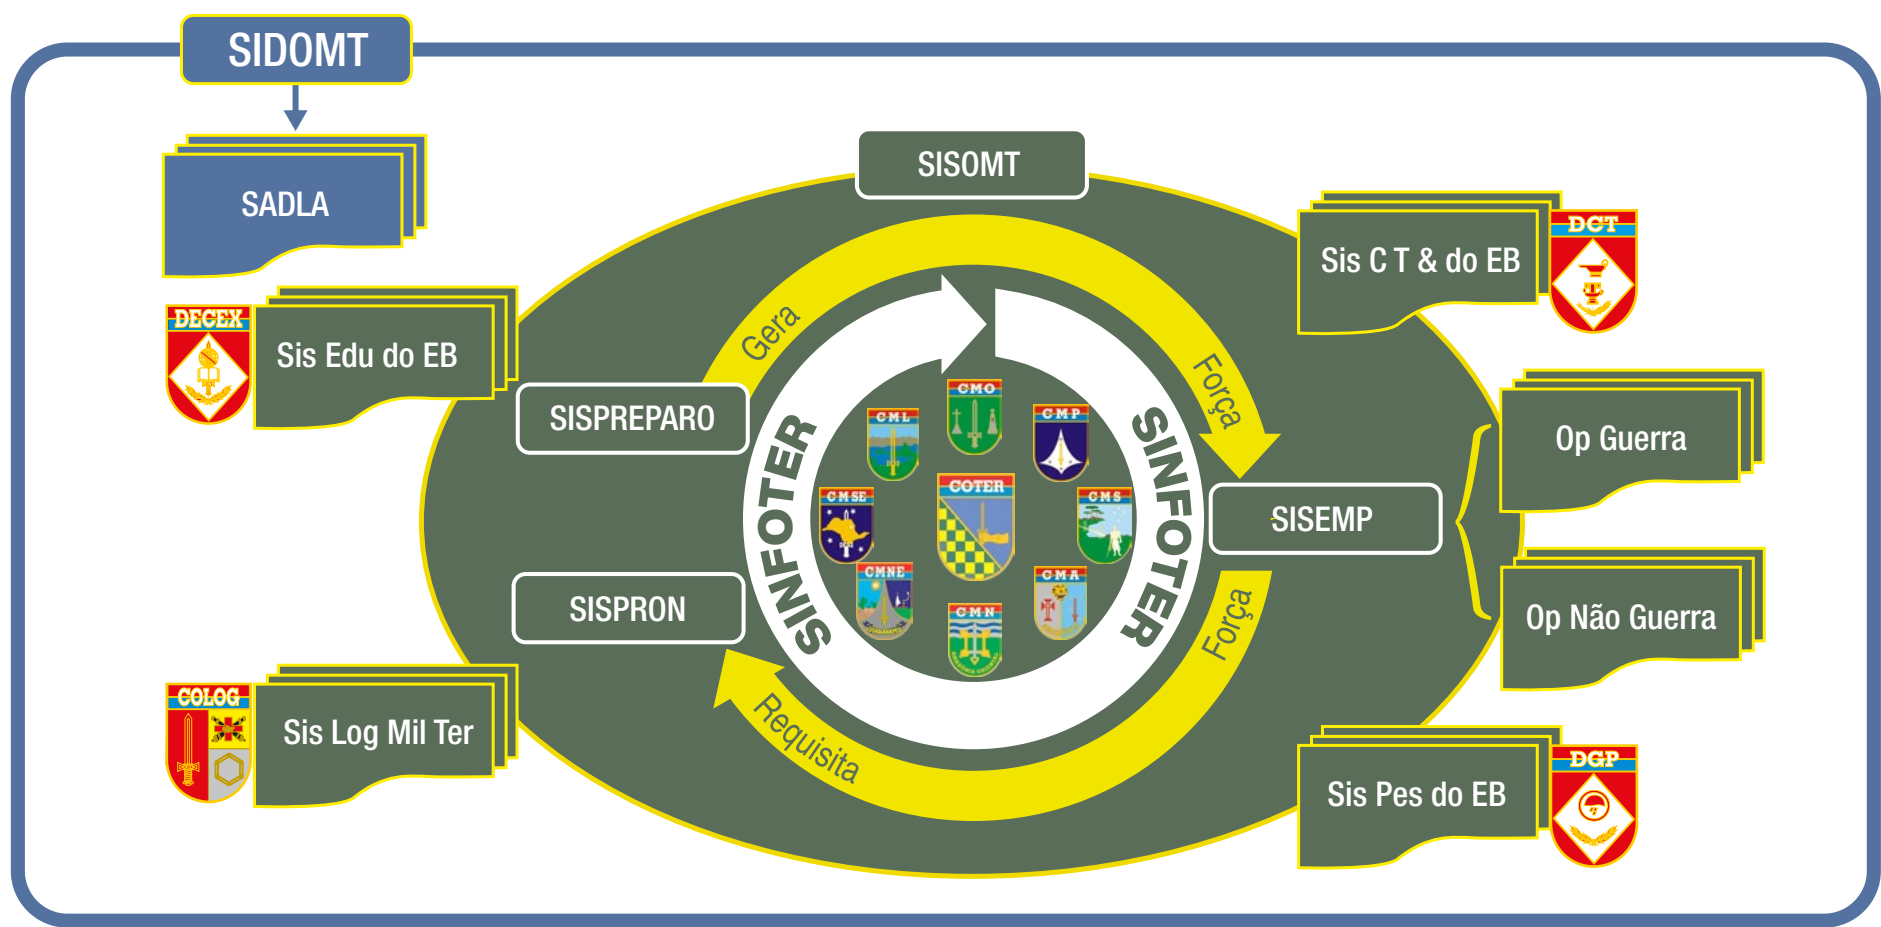 SIDOMT
SADLA
SISOMT
DCT
Sis C T & do EB
DECEX
Sis Edu do EB
Gera
Força
SISPREPARO
SINFOTER
SINFOTER
CMO
CML
CMP
CMSE
COTER
CMS
CMNE
CMA
CMN
Op Guerra
SISEMP
Op Não Guerra
SISPRON
Força
Requisita
COLOG
Sis Log Mil Ter
Sis Pes do EB
DGP